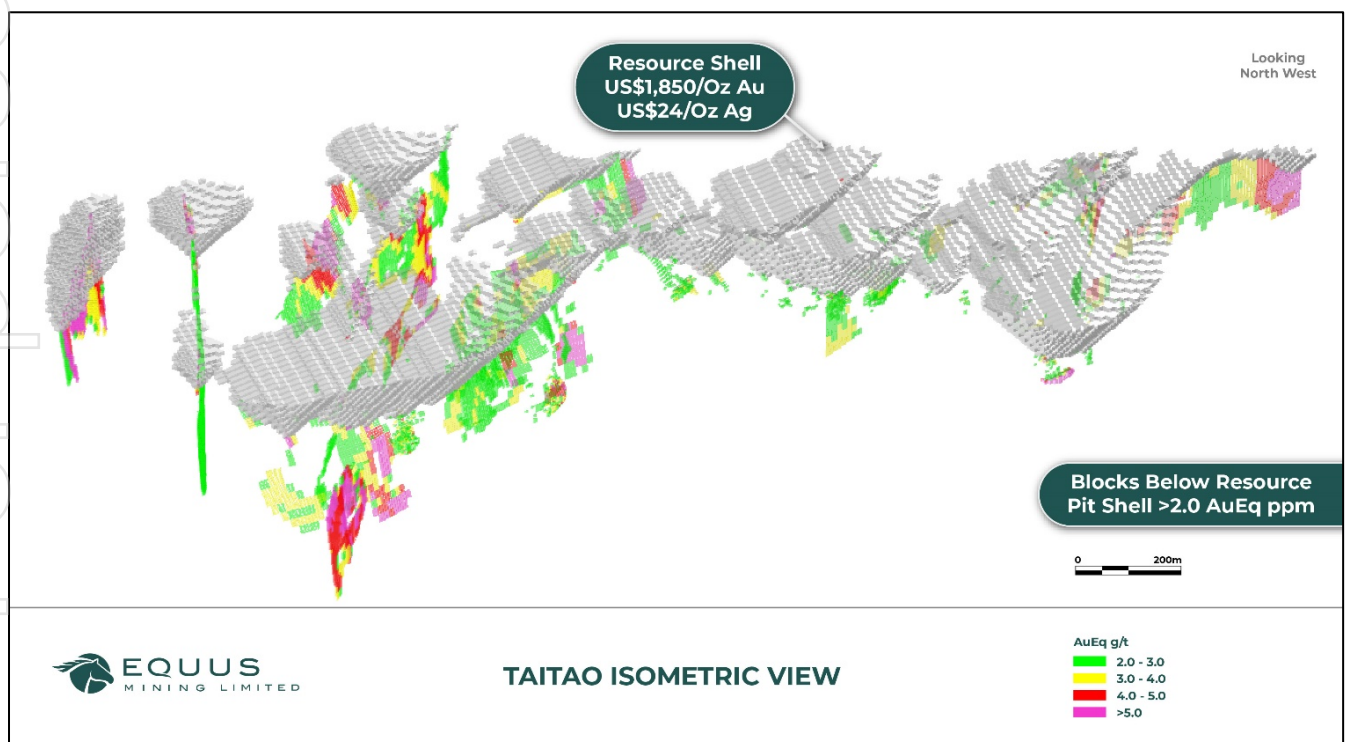 Resource Shell
US$1,850/Oz Au
US$24/Oz Ag
Looking
North West
Blocks Below Resource
Pit Shell >2.0 AuEq ppm
0 200m
EQUUS
MINING LIMITED
TAITAO ISOMETRIC VIEW
AuEq g/t
2.0 - 3.0
3.0 - 4.0
4.0 - 5.0
>5.0